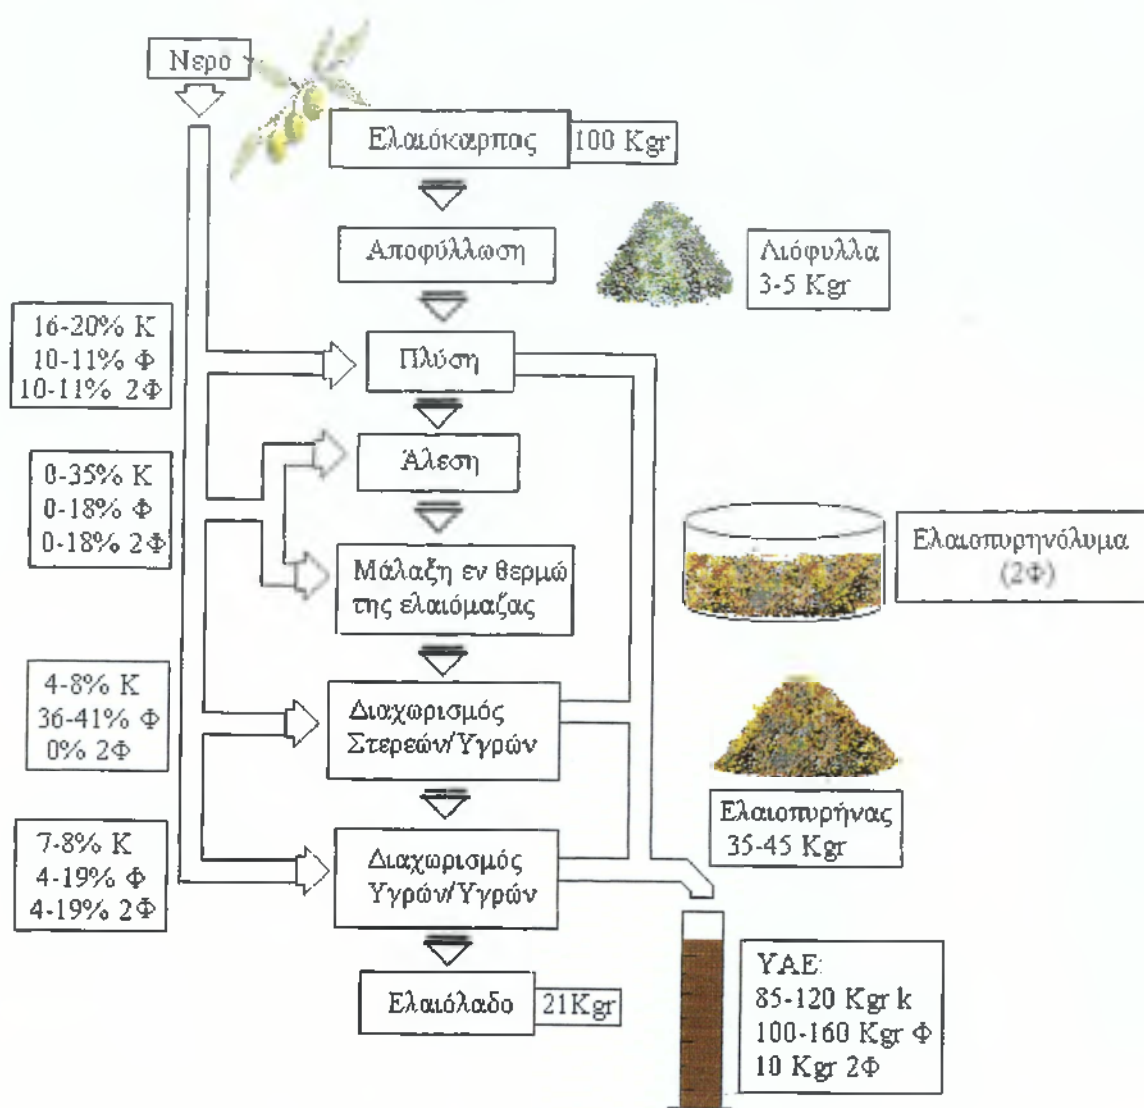 Νερο
Ελαιόκαρπος
100 Kgr
Αποφύλλωση
Λιόφυλλα
3-5 Kgr
16-20% Κ
10-11% Φ
10-11% 2Φ
Πλύση
0-35% Κ
0-18% Φ
0-18% 2Φ
Άλεση
Μάλαξη εν θερμώ
της ελαιόμαζας
Ελαιοπυρηνόλυμα
(2Φ)
4-8% Κ
36-41% Φ
0% 2Φ
Διαχωρισμός
Στερεών/Υγρών
Ελαιοπυρήνας
35-45 Kgr
7-8% Κ
4-19% Φ
4-19% 2Φ
Διαχωρισμός
Υγρών/Υγρών
Ελαιόλαδο
21Kgr
ΥΑΕ:
85-120 Kgr k
100-160 Kgr Φ
10 Kgr 2Φ